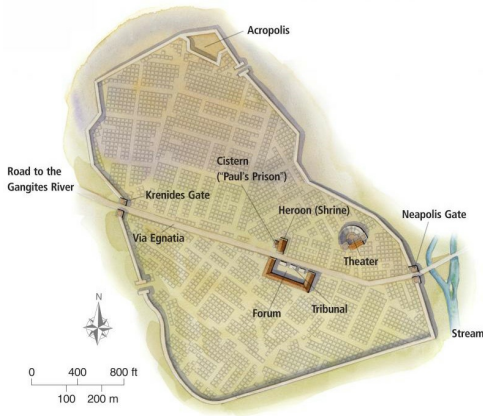 Acropolis
Cistern
("Paul's Prison")
Road to the
Gangites River
Krenides Gate
Heroon (Shrine)
Neapolis Gate
Via Egnatia
Theater
Forum
Tribunal
Stream
N
0 400 800 ft
100 200 m